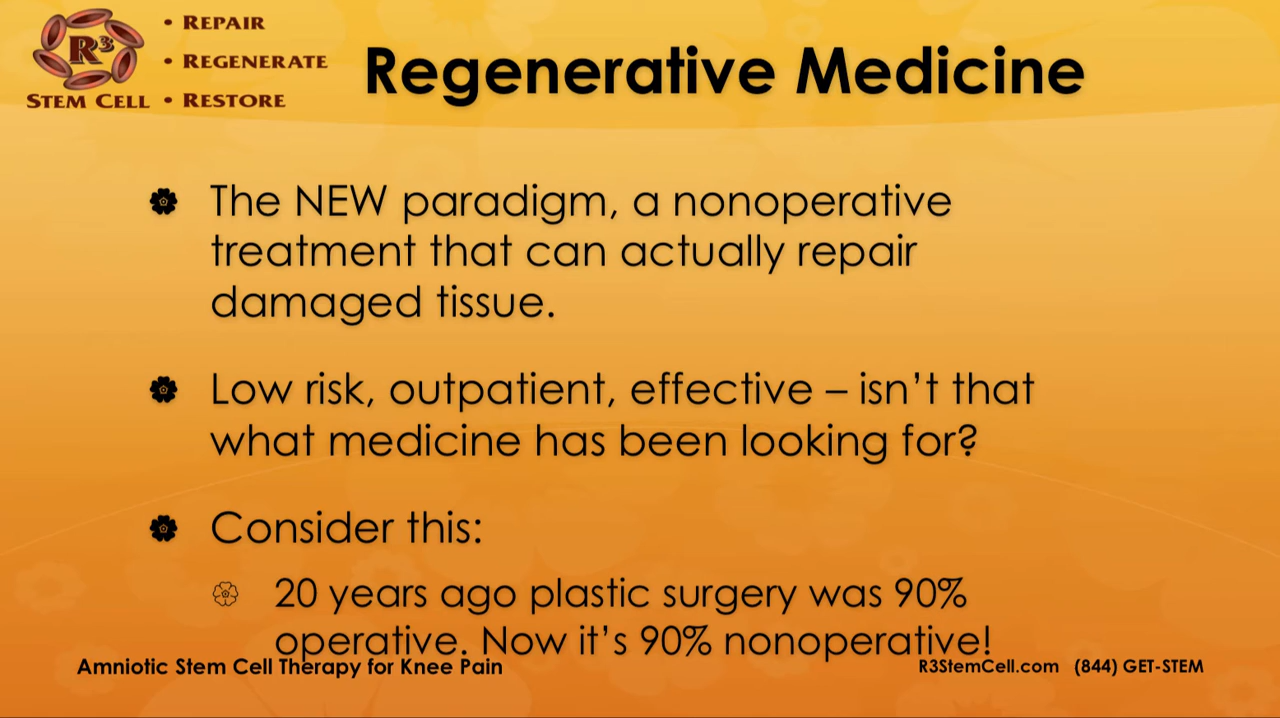 R3
STEM CELL
• REPAIR
• REGENERATE
• RESTORE
Regenerative Medicine
The NEW paradigm, a nonoperative
treatment that can actually repair
damaged tissue.
Low risk, outpatient, effective – isn’t that
what medicine has been looking for?
Consider this:
20 years ago plastic surgery was 90%
operative. Now it’s 90% nonoperative!
Amniotic Stem Cell Therapy for Knee Pain
R3StemCell.com (844) GET-STEM